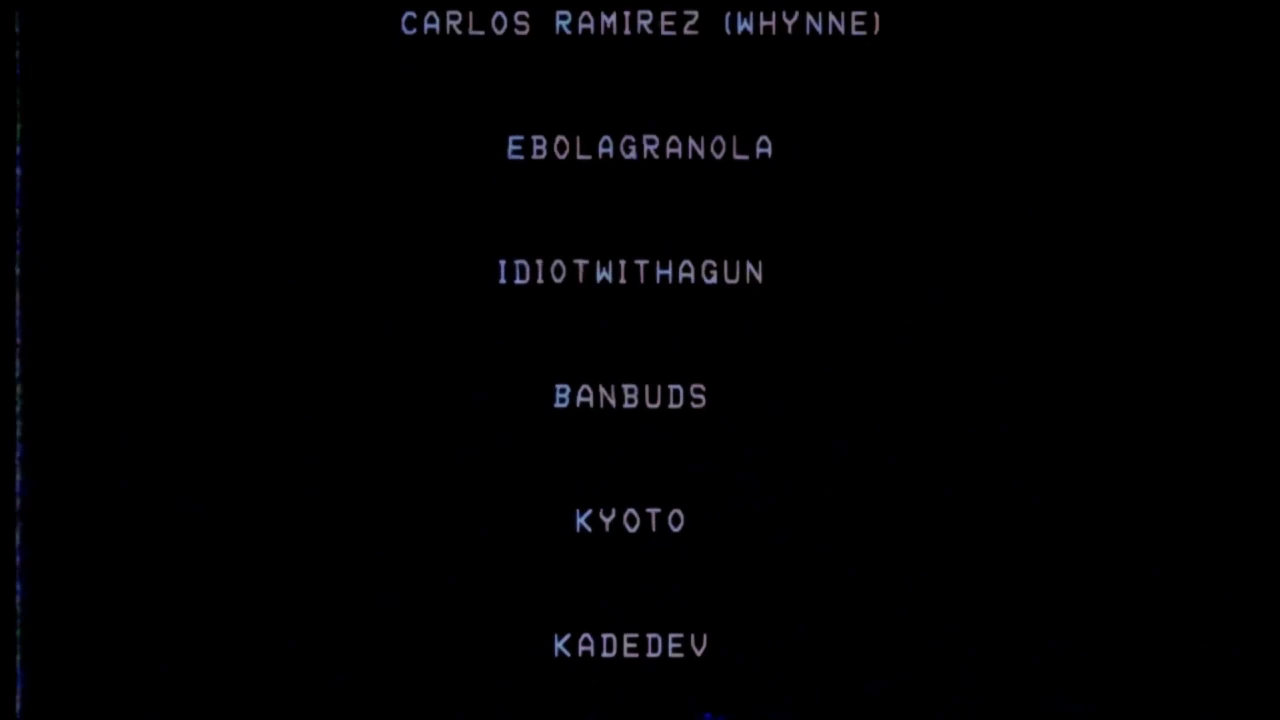 CARLOS RAMIREZ (WHYNNE)
EBOLAGRANOLA
IDIOTWITHAGUN
BANBUDS
KYOTO
KADEDEV